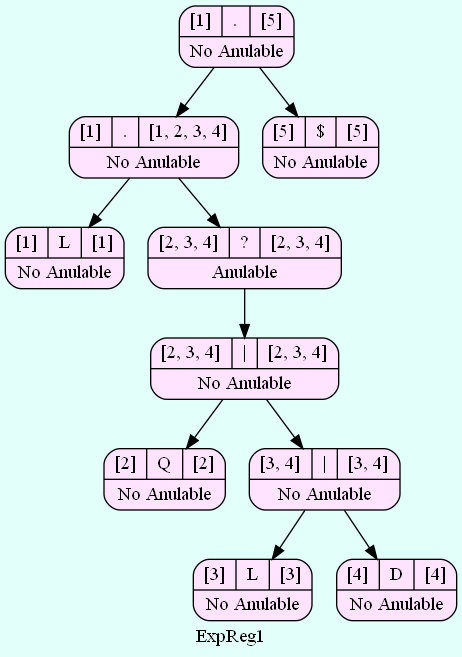 [1] . [5]
No Anulable
[1] . [1, 2, 3, 4]
No Anulable
[5] $ [5]
No Anulable
[1] L [1]
No Anulable
[2, 3, 4] ? [2, 3, 4]
Anulable
[2, 3, 4] | [2, 3, 4]
No Anulable
[2] Q [2]
No Anulable
[3, 4] | [3, 4]
No Anulable
[3] L [3]
No Anulable
[4] D [4]
No Anulable
ExpReg1